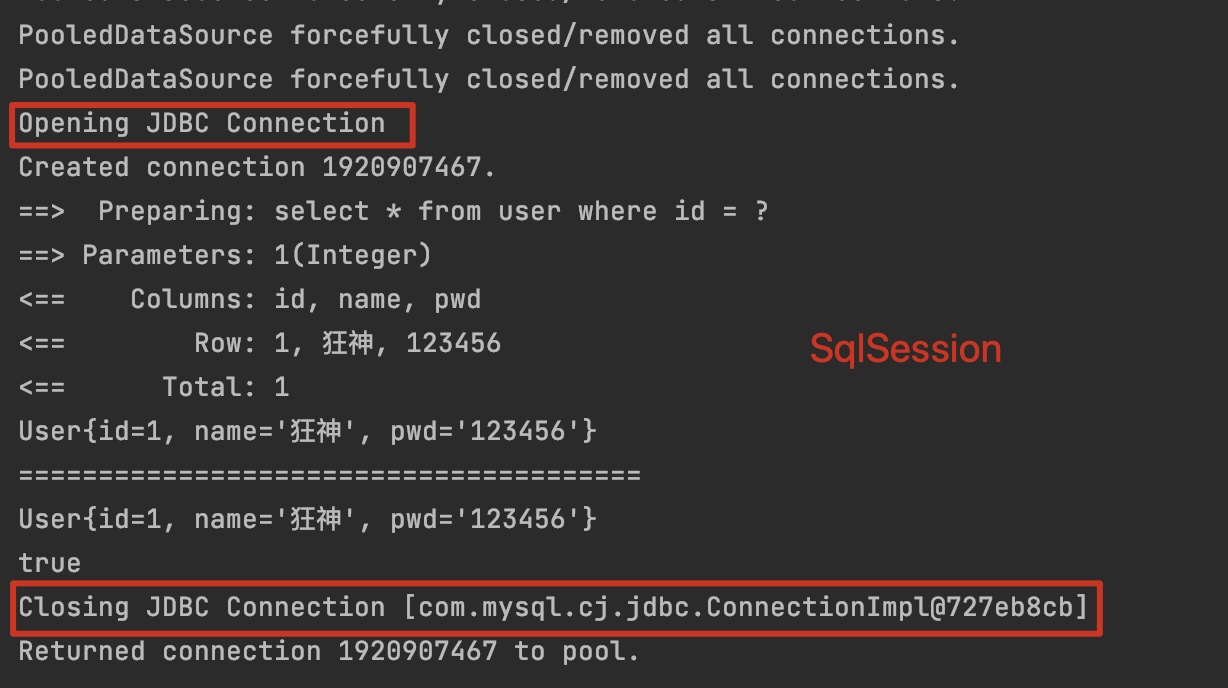 PooledDataSource forcefully closed/removed all connections.
PooledDataSource forcefully closed/removed all connections.
Opening JDBC Connection
Created connection 1920907467.
==>  Preparing: select * from user where id = ?
==> Parameters: 1(Integer)
<==    Columns: id, name, pwd
<==        Row: 1, 狂神, 123456
SqlSession
<==      Total: 1
User{id=1, name='狂神', pwd='123456'}
=======================================
User{id=1, name='狂神', pwd='123456'}
true
Closing JDBC Connection [com.mysql.cj.jdbc.ConnectionImpl@727eb8cb]
Returned connection 1920907467 to pool.